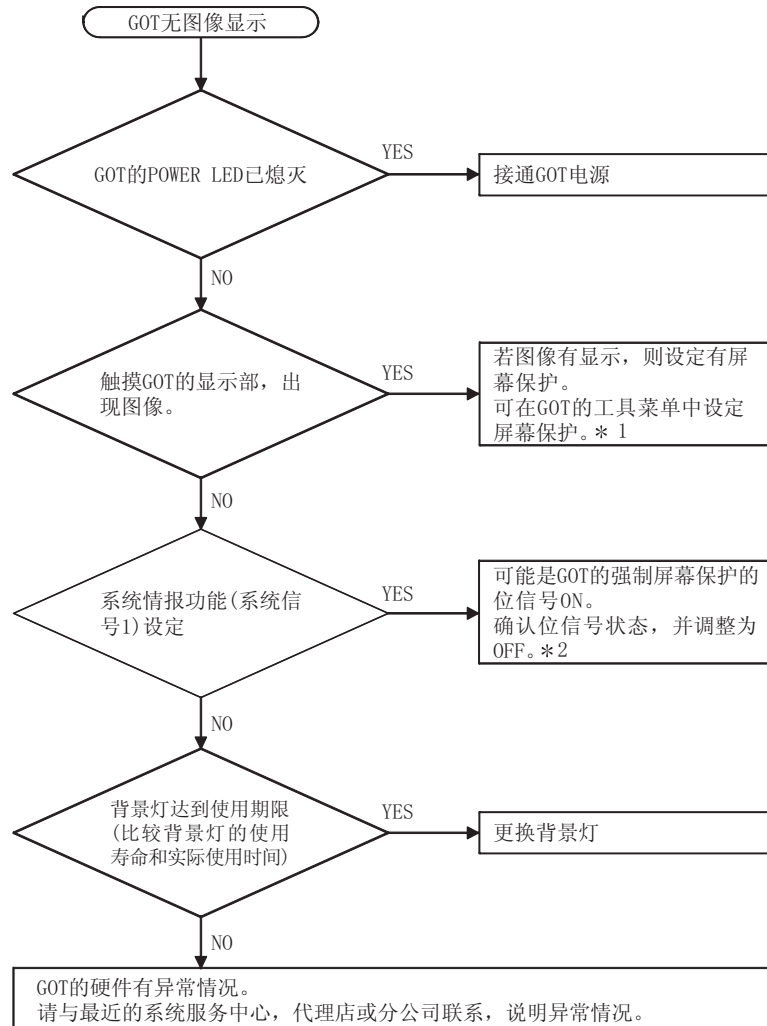 GOT无图像显示
GOT的POWER LED已熄灭
YES
接通GOT电源
NO
触摸GOT的显示部，出
现图像。
YES
若图像有显示，则设定有屏
幕保护。
可在GOT的工具菜单中设定
屏幕保护。＊1
NO
系统情报功能(系统信
号1)设定
YES
可能是GOT的强制屏幕保护的
位信号ON。
确认位信号状态，并调整为
OFF。＊2
NO
背景灯达到使用期限
(比较背景灯的使用
寿命和实际使用时间)
YES
更换背景灯
NO
GOT的硬件有异常情况。
请与最近的系统服务中心，代理店或分公司联系，说明异常情况。